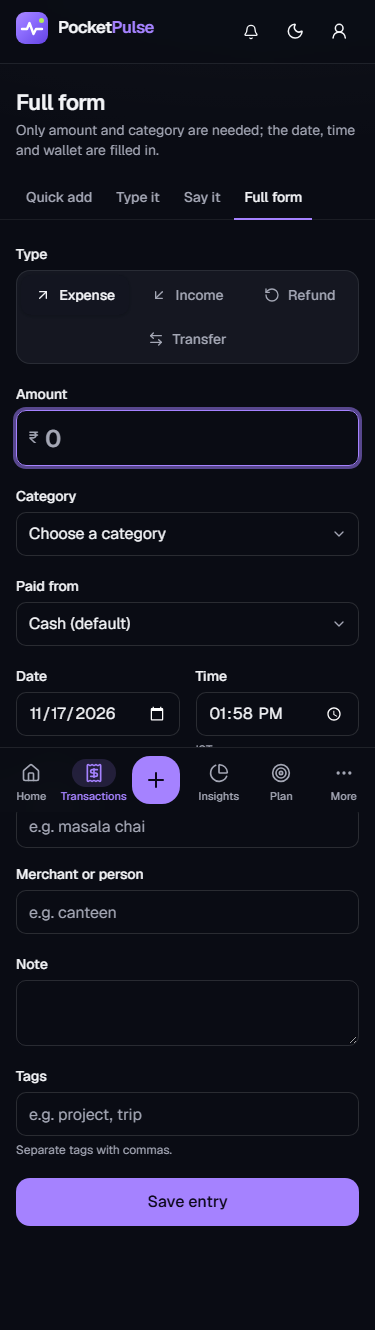 PocketPulse
Full form
Only amount and category are needed; the date, time
and wallet are filled in.
Quick add Type it Say it Full form
Type
Expense Income Refund
Transfer
Amount
₹ 0
Category
Choose a category
Paid from
Cash (default)
Date Time
11/17/2026 01:58 PM
Home Transactions Insights Plan More
e.g. masala chai
Merchant or person
e.g. canteen
Note
Tags
e.g. project, trip
Separate tags with commas.
Save entry